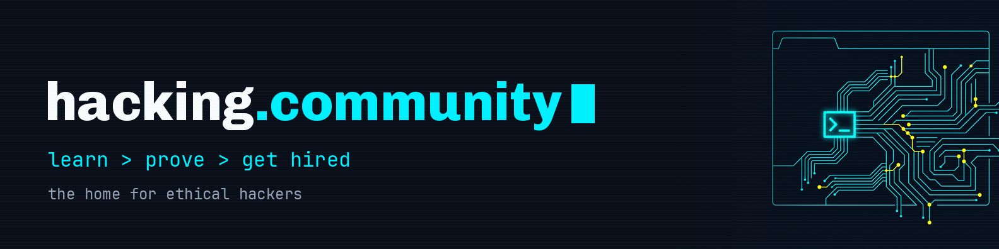 hacking.community
learn > prove > get hired
the home for ethical hackers
>_